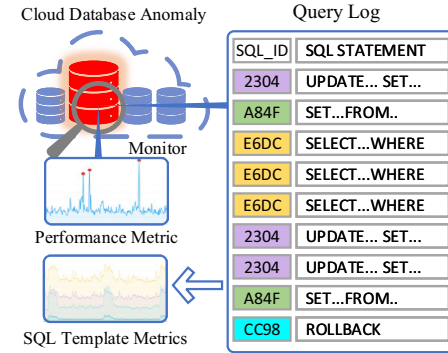 Cloud Database Anomaly
Query Log
SQL_ID SQL STATEMENT
2304 UPDATE... SET...
A84F SET...FROM..
E6DC SELECT...WHERE
E6DC SELECT...WHERE
E6DC SELECT...WHERE
2304 UPDATE... SET...
2304 UPDATE... SET...
A84F SET...FROM..
CC98 ROLLBACK
Monitor
Performance Metric
SQL Template Metrics